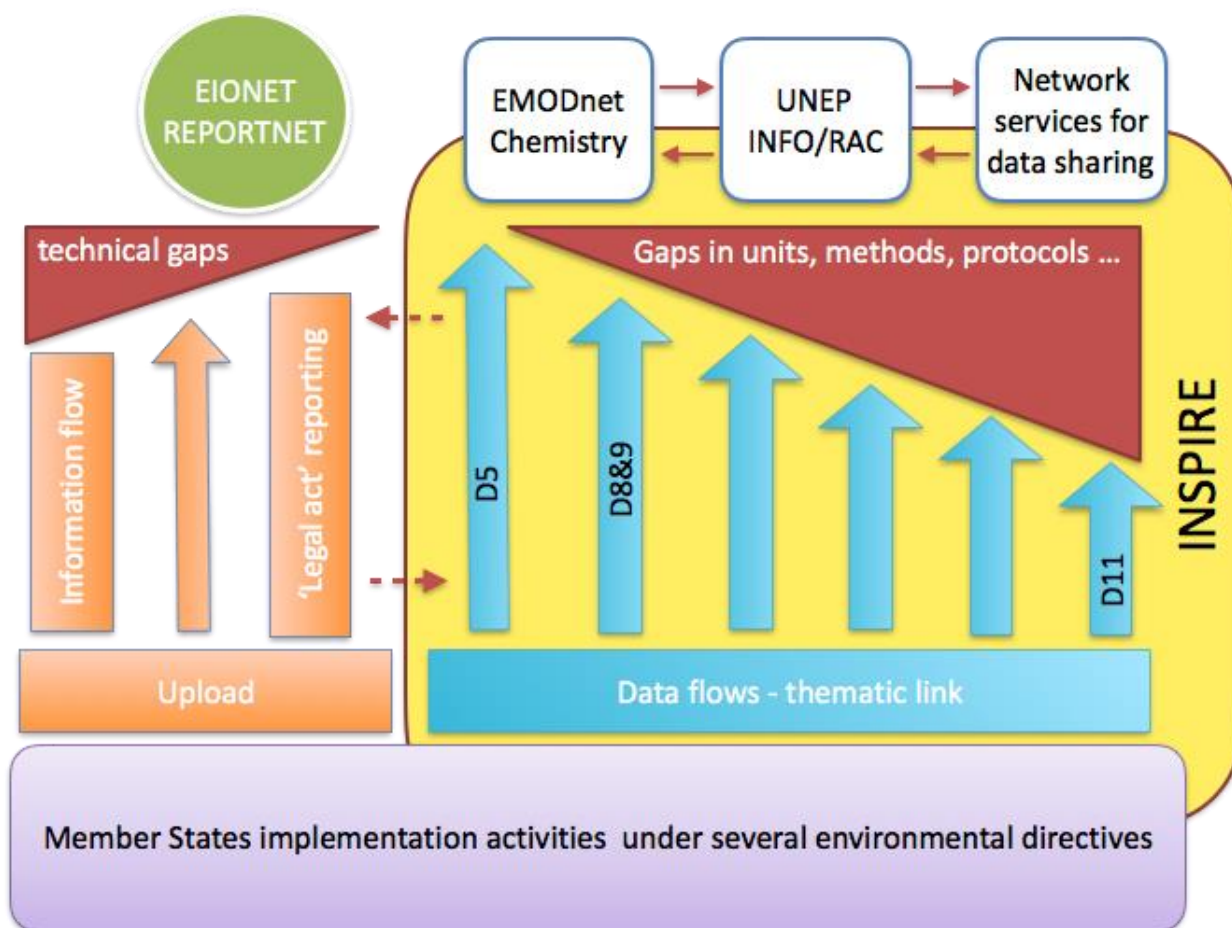 EIONET
REPORTNET
EMODnet
Chemistry
UNEP
INFO/RAC
Network
services for
data sharing
technical gaps
Gaps in units, methods, protocols ...
Information flow
'Legal act' reporting
D5
D8&9
D11
INSPIRE
Upload
Data flows - thematic link
Member States implementation activities under several environmental directives